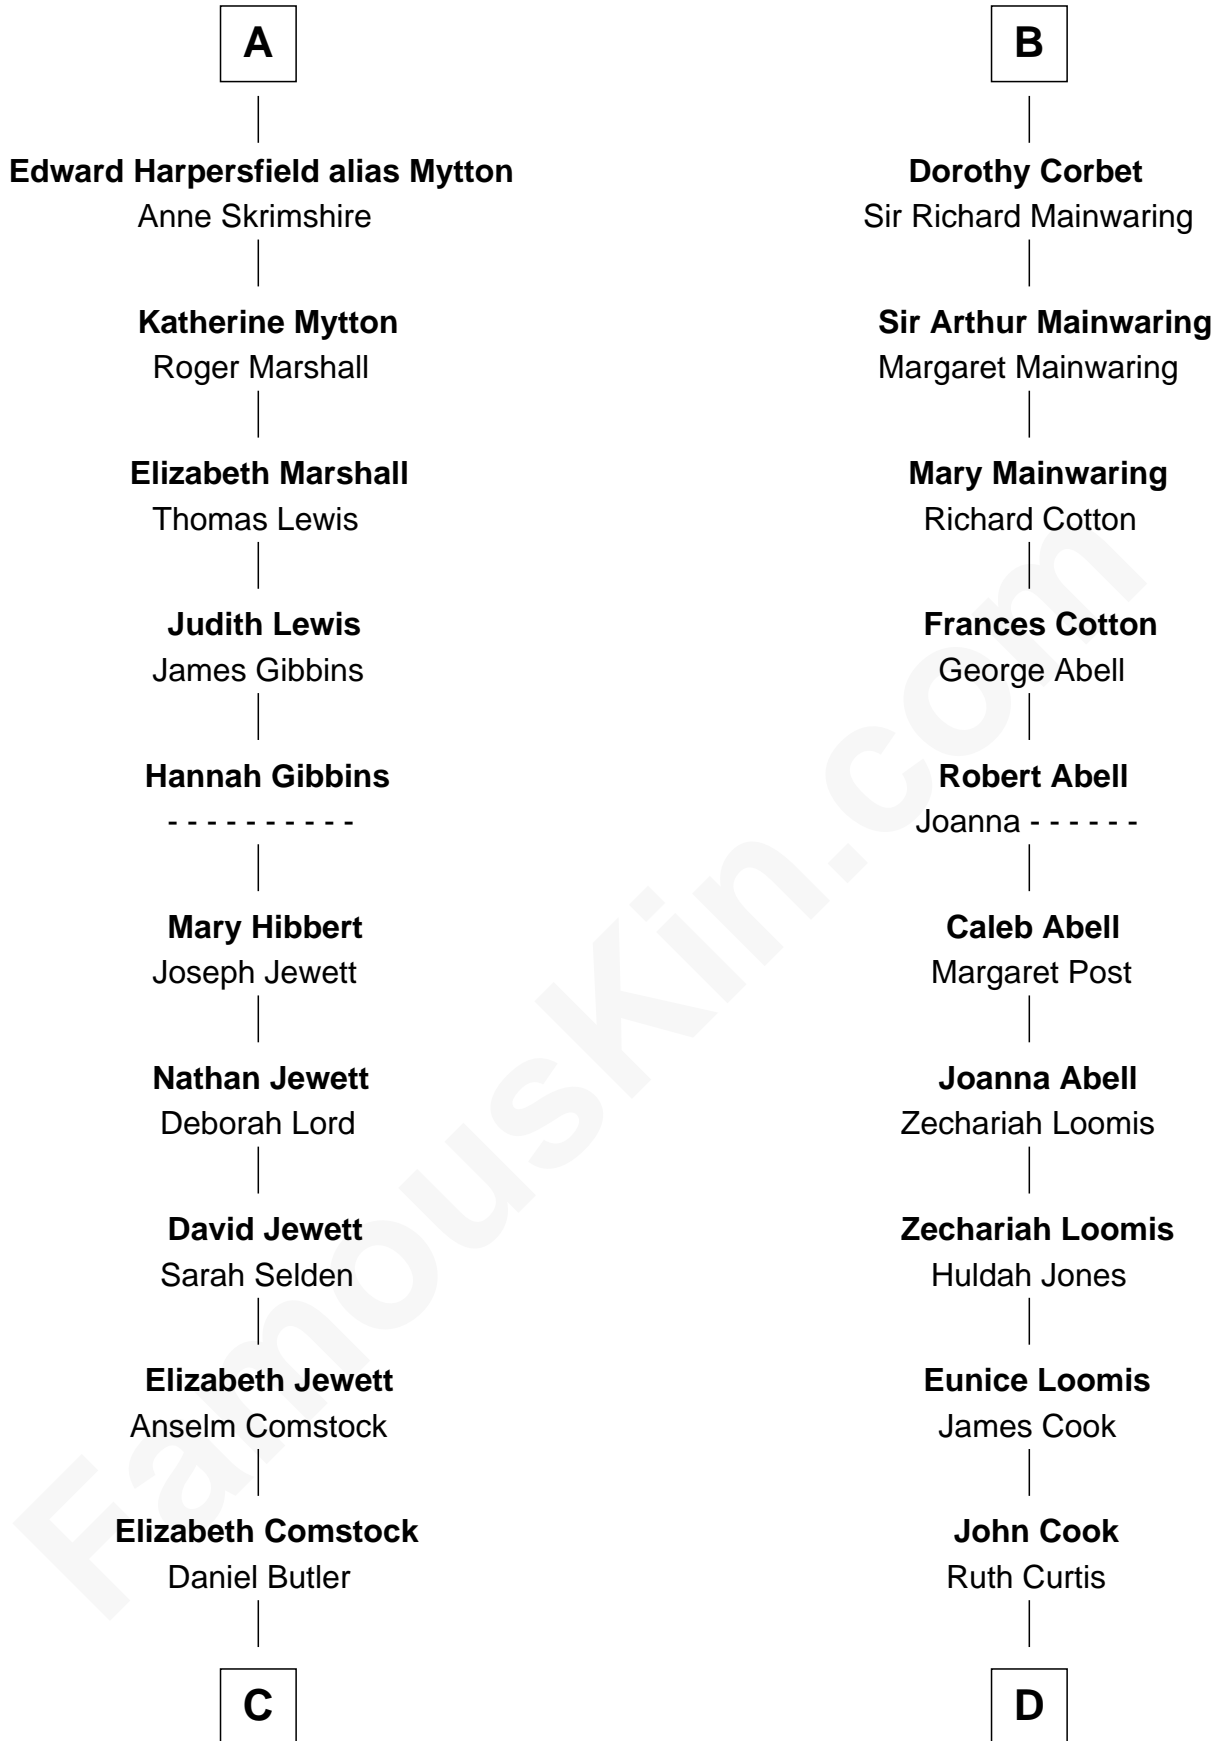 A
Edward Harpersfield alias Mytton
Anne Skrimshire
Katherine Mytton
Roger Marshall
Elizabeth Marshall
Thomas Lewis
Judith Lewis
James Gibbins
Hannah Gibbins
- - - - - - - - - -
Mary Hibbert
Joseph Jewett
Nathan Jewett
Deborah Lord
David Jewett
Sarah Selden
Elizabeth Jewett
Anselm Comstock
Elizabeth Comstock
Daniel Butler
C
B
Dorothy Corbet
Sir Richard Mainwaring
Sir Arthur Mainwaring
Margaret Mainwaring
Mary Mainwaring
Richard Cotton
Frances Cotton
George Abell
Robert Abell
Joanna - - - - - -
Caleb Abell
Margaret Post
Joanna Abell
Zechariah Loomis
Zechariah Loomis
Huldah Jones
Eunice Loomis
James Cook
John Cook
Ruth Curtis
D
FamousKin.com